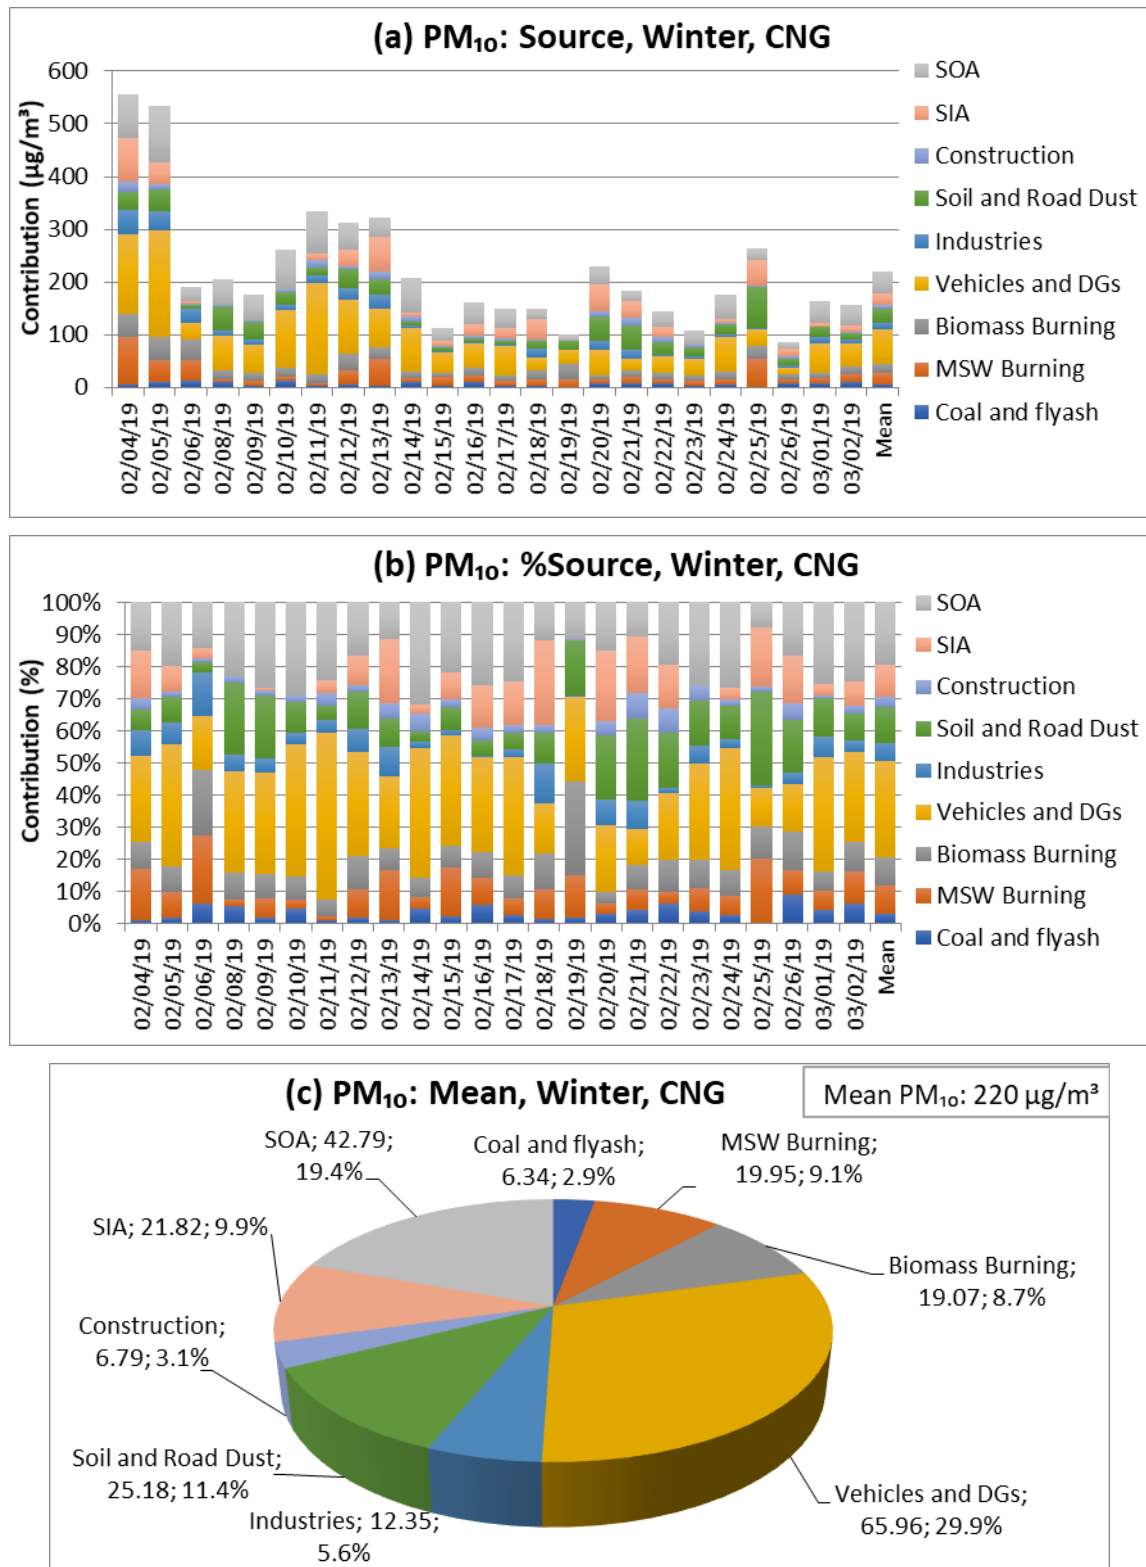 (a) PM₁₀: Source, Winter, CNG
Contribution (µg/m³)
600
500
400
300
200
100
0
02/04/19
02/05/19
02/06/19
02/08/19
02/09/19
02/10/19
02/11/19
02/12/19
02/13/19
02/14/19
02/15/19
02/16/19
02/17/19
02/18/19
02/19/19
02/20/19
02/21/19
02/22/19
02/23/19
02/24/19
02/25/19
02/26/19
03/01/19
03/02/19
Mean
SOA
SIA
Construction
Soil and Road Dust
Industries
Vehicles and DGs
Biomass Burning
MSW Burning
Coal and flyash
(b) PM₁₀: %Source, Winter, CNG
Contribution (%)
100%
90%
80%
70%
60%
50%
40%
30%
20%
10%
0%
02/04/19
02/05/19
02/06/19
02/08/19
02/09/19
02/10/19
02/11/19
02/12/19
02/13/19
02/14/19
02/15/19
02/16/19
02/17/19
02/18/19
02/19/19
02/20/19
02/21/19
02/22/19
02/23/19
02/24/19
02/25/19
02/26/19
03/01/19
03/02/19
Mean
SOA
SIA
Construction
Soil and Road Dust
Industries
Vehicles and DGs
Biomass Burning
MSW Burning
Coal and flyash
(c) PM₁₀: Mean, Winter, CNG
Mean PM₁₀: 220 µg/m³
SOA; 42.79;
19.4%
Coal and flyash;
6.34; 2.9%
MSW Burning;
19.95; 9.1%
SIA; 21.82; 9.9%
Biomass Burning;
19.07; 8.7%
Construction;
6.79; 3.1%
Soil and Road Dust;
25.18; 11.4%
Industries; 12.35;
5.6%
Vehicles and DGs;
65.96; 29.9%